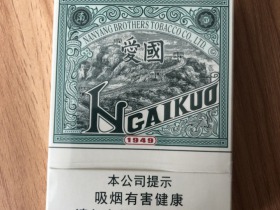 NANYANG BROTHERS TOBACCO CO., LTD.
愛國
NGAIKUO
1949
本公司提示
吸烟有害健康